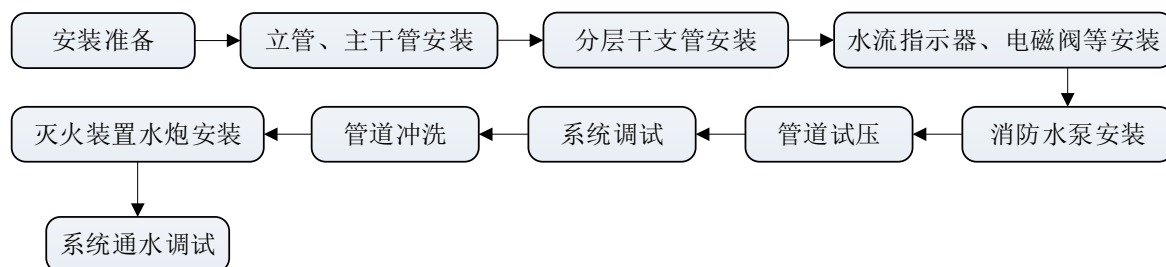 安装准备
立管、主干管安装
分层干支管安装
水流指示器、电磁阀等安装
消防水泵安装
管道试压
系统调试
管道冲洗
灭火装置水炮安装
系统通水调试